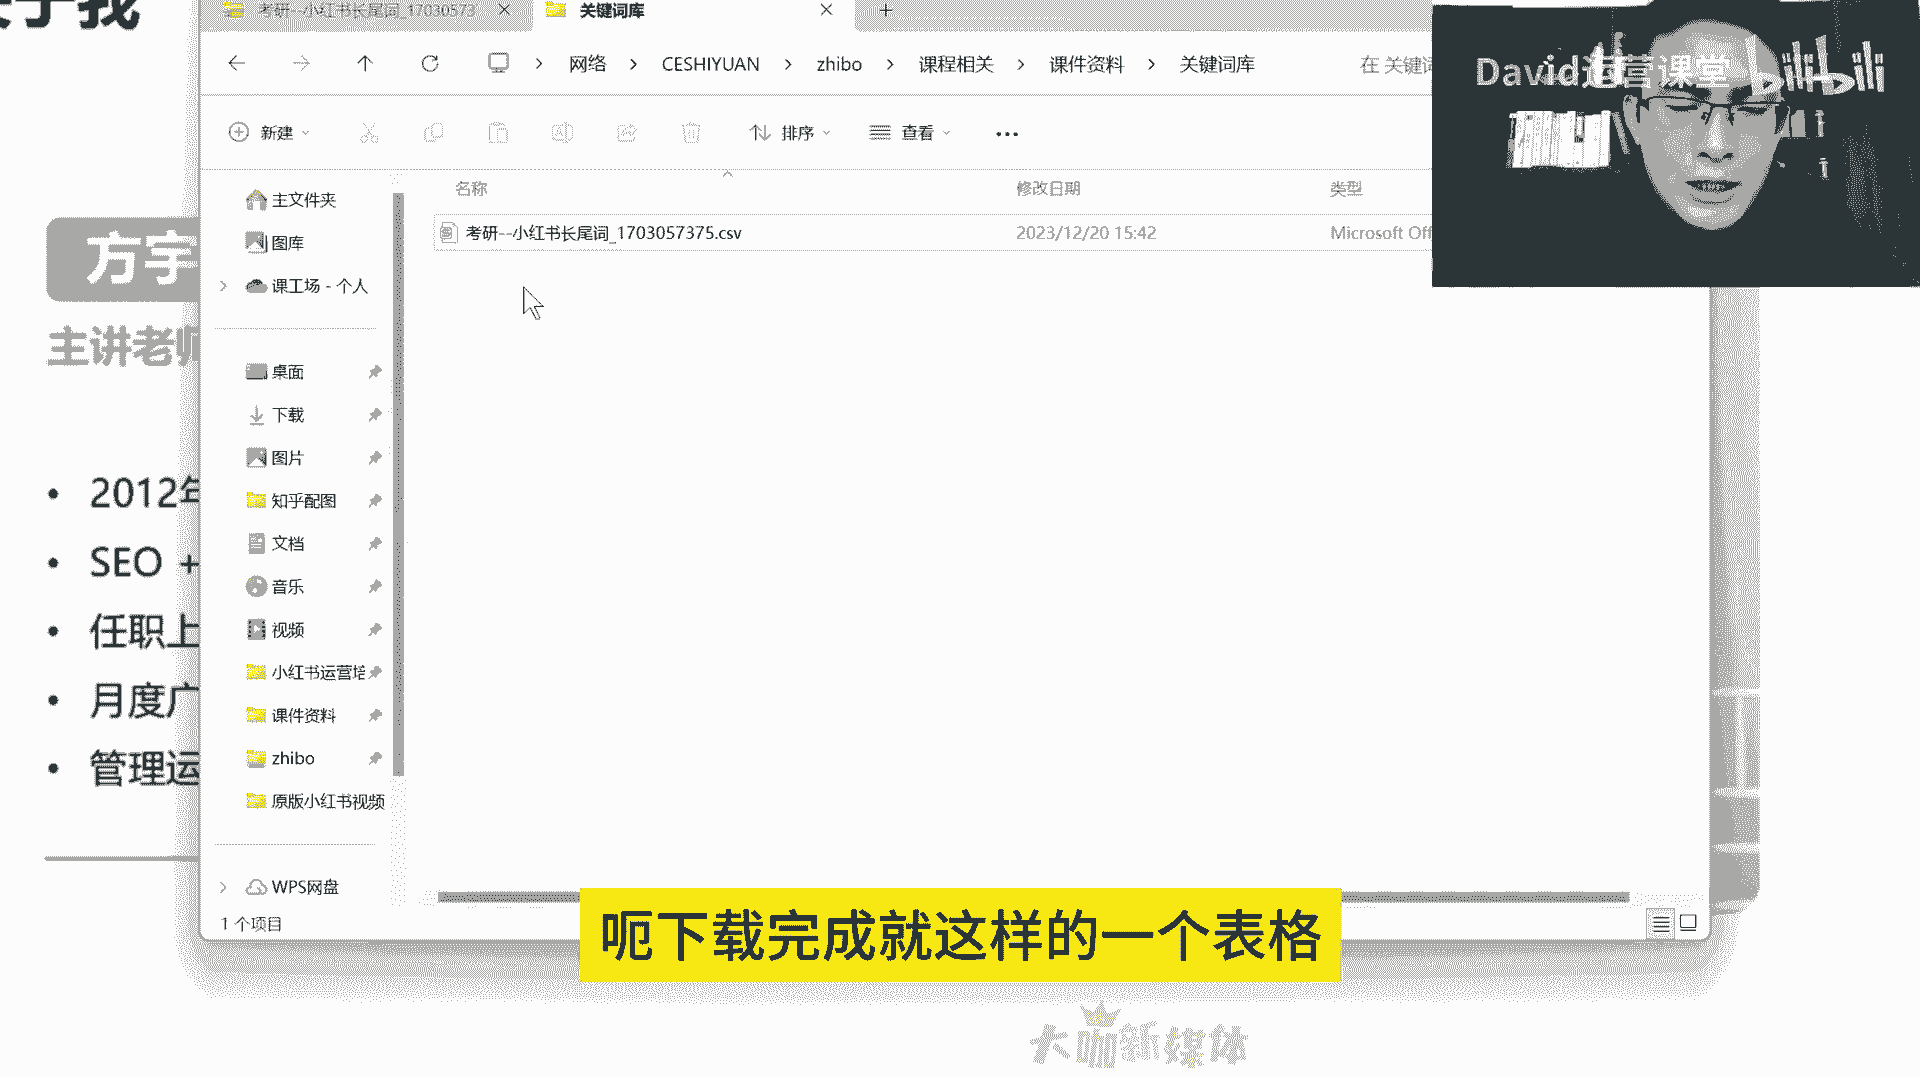 关于我
考研--小红书长尾词_17030573
关键词库
网络 CESHIYUAN zhibo 课程相关 课件资料 关键词库
在 关键词
David运营课堂 bilibili
新建 排序 查看
名称 修改日期 类型
考研--小红书长尾词_1703057375.csv 2023/12/20 15:42 Microsoft Off
主文件夹
图库
课工场 - 个人
桌面
下载
图片
知乎配图
文档
音乐
视频
小红书运营培
课件资料
zhibo
原版小红书视频
WPS网盘
1 个项目
方宇
主讲老师
2012年
SEO +
任职上
月度广
管理运
呃下载完成就这样的一个表格
大咖新媒体